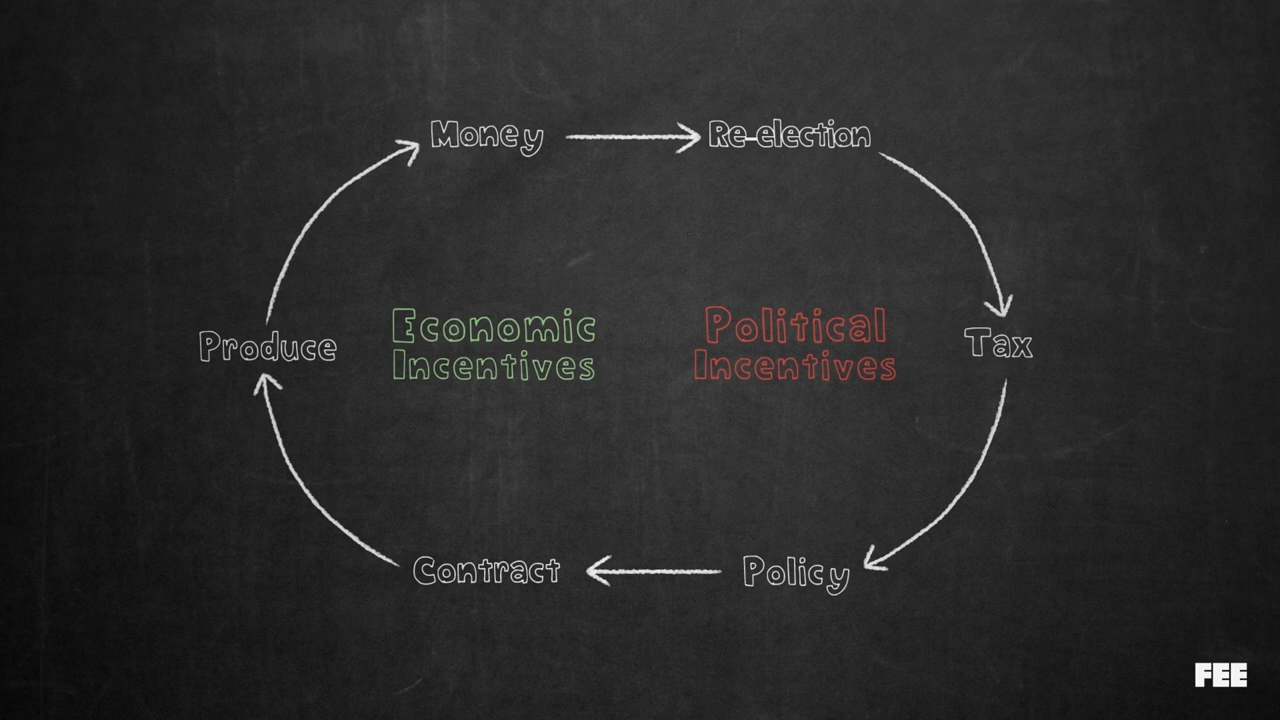 Money
Re-election
Economic
Incentives
Political
Incentives
Produce
Tax
Contract
Policy
FEE